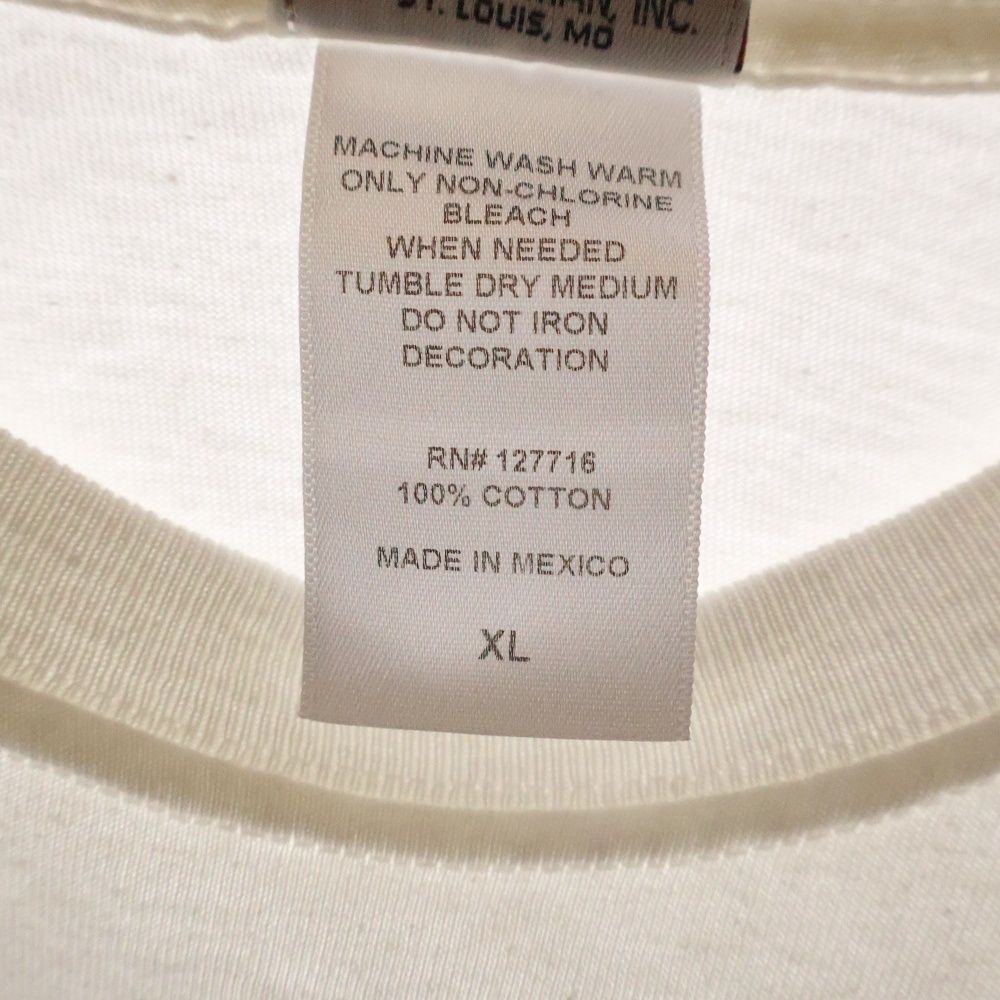 INC.
ST. LOUIS, MO
MACHINE WASH WARM
ONLY NON-CHLORINE
BLEACH
WHEN NEEDED
TUMBLE DRY MEDIUM
DO NOT IRON
DECORATION
RN# 127716
100% COTTON
MADE IN MEXICO
XL